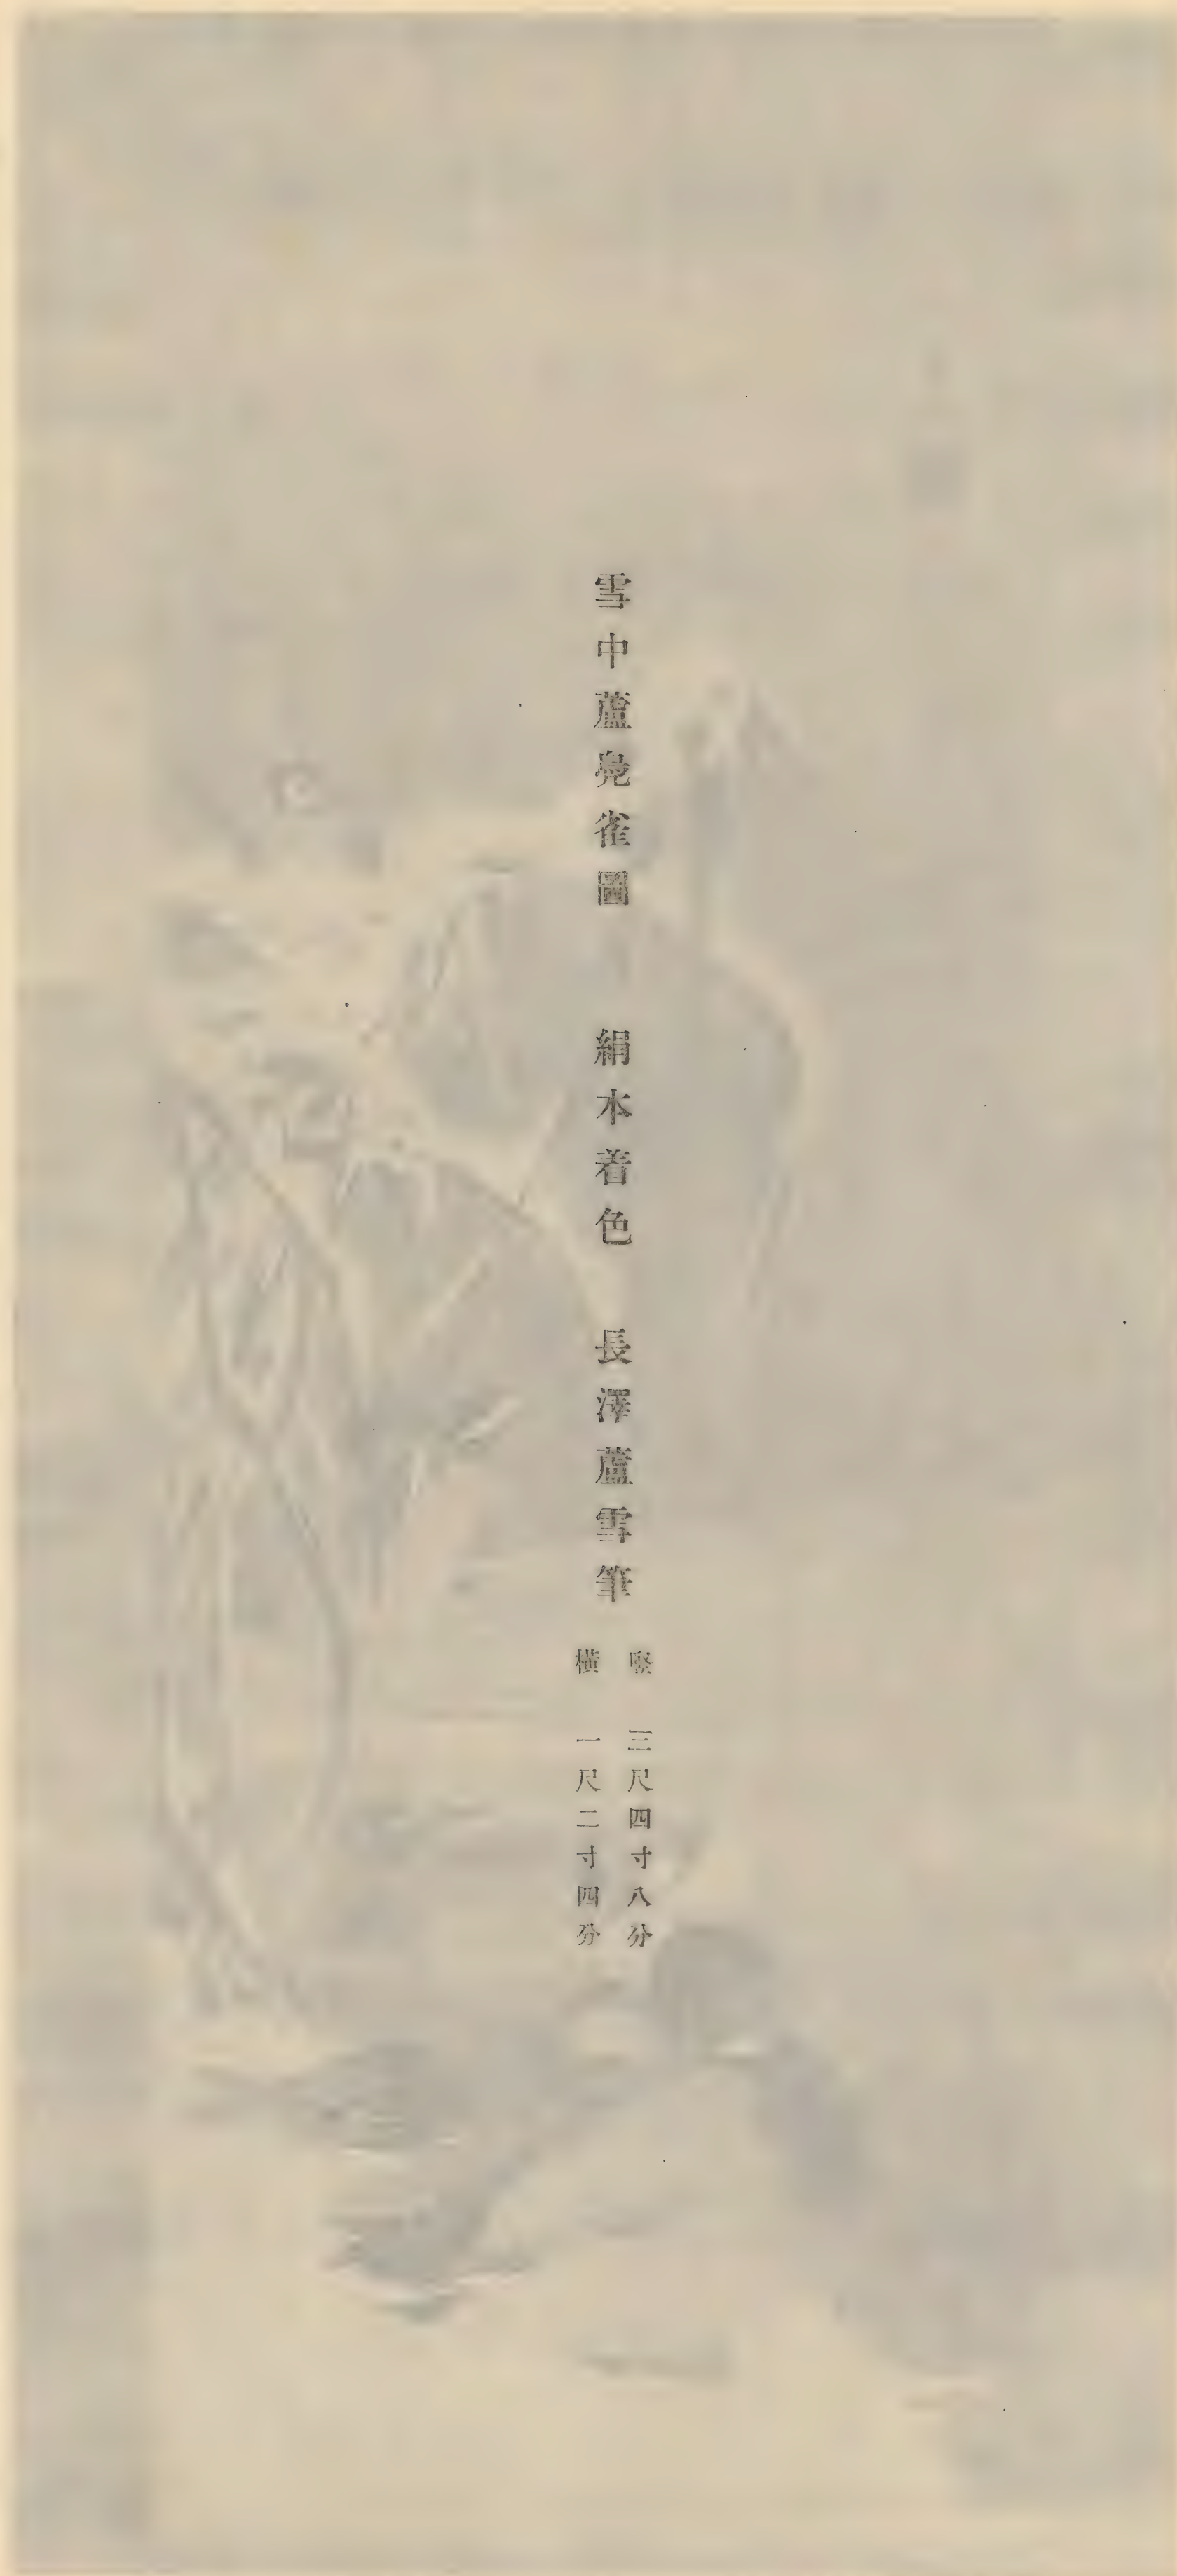 雪中蘆鳧雀圖 絹本着色 長澤蘆雪筆
竪 三尺四寸八分
橫 一尺二寸四分